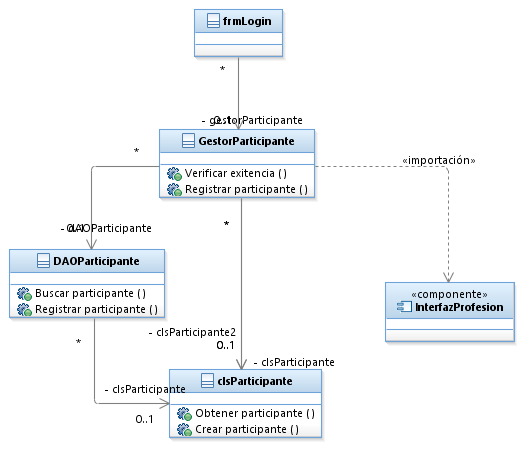 frmLogin
*
0..1
- gestorParticipante
GestorParticipante
Verificar exitencia ( )
Registrar participante ( )
«importación»
*
0..1
- DAOParticipante
DAOParticipante
Buscar participante ( )
Registrar participante ( )
*
«componente»
InterfazProfesion
- clsParticipante2
0..1
- clsParticipante
*
- clsParticipante
0..1
clsParticipante
Obtener participante ( )
Crear participante ( )